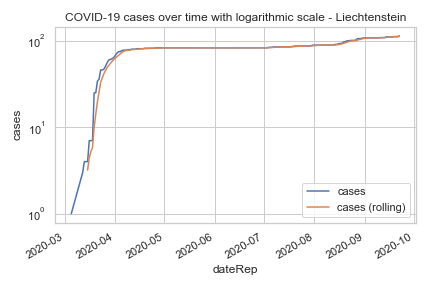 COVID-19 cases over time with logarithmic scale - Liechtenstein
10²
10¹
10⁰
cases
2020-03
2020-04
2020-05
2020-06
2020-07
2020-08
2020-09
2020-10
dateRep
cases
cases (rolling)